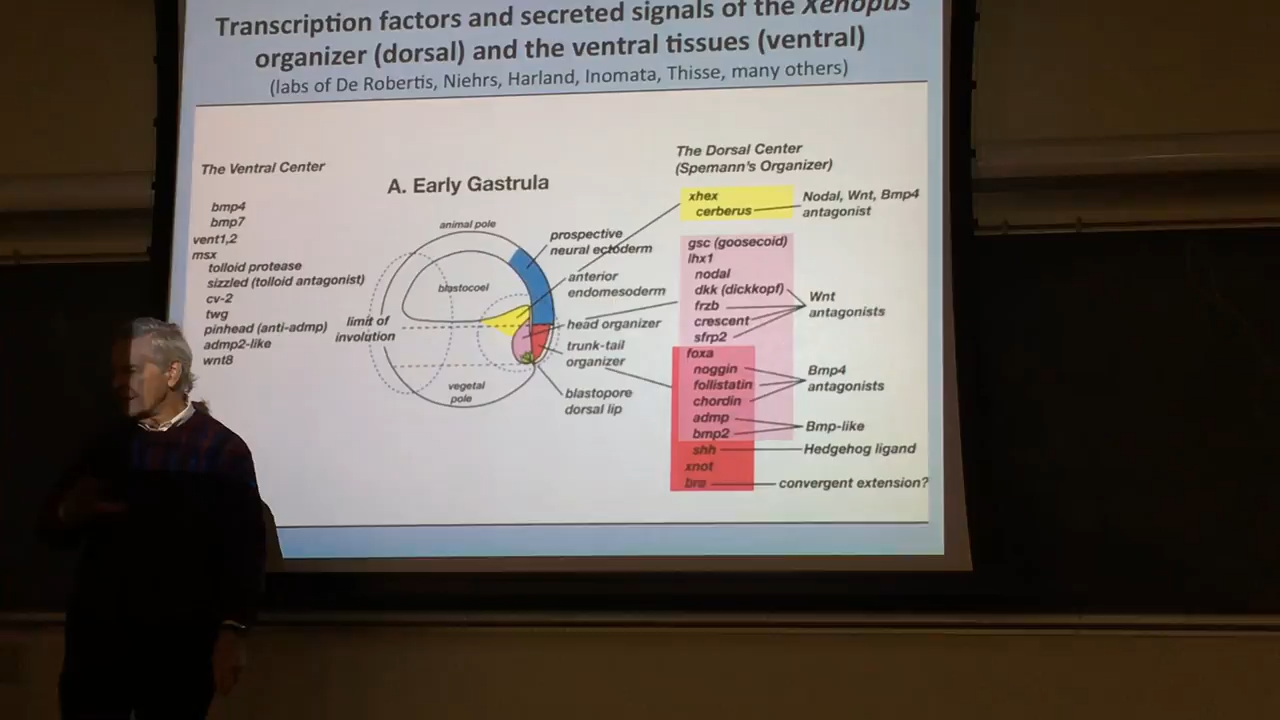 Transcription factors and secreted signals of the Xenopus
organizer (dorsal) and the ventral tissues (ventral)
(labs of De Robertis, Niehrs, Harland, Inomata, Thisse, many others)
The Ventral Center
bmp4
bmp7
vent1,2
msx
tolloid protease
sizzled (tolloid antagonist)
cv-2
twg
pinhead (anti-admp)
admp2-like
wnt8
A. Early Gastrula
animal pole
blastocoel
limit of
involution
vegetal
pole
prospective
neural ectoderm
anterior
endomesoderm
head organizer
trunk-tail
organizer
blastopore
dorsal lip
The Dorsal Center
(Spemann's Organizer)
xhex
cerberus
Nodal, Wnt, Bmp4
antagonist
gsc (goosecoid)
lhx1
nodal
dkk (dickkopf)
frzb
crescent
sfrp2
Wnt
antagonists
foxa
noggin
follistatin
chordin
Bmp4
antagonists
admp
bmp2
Bmp-like
shh
Hedgehog ligand
xnot
bra
convergent extension?